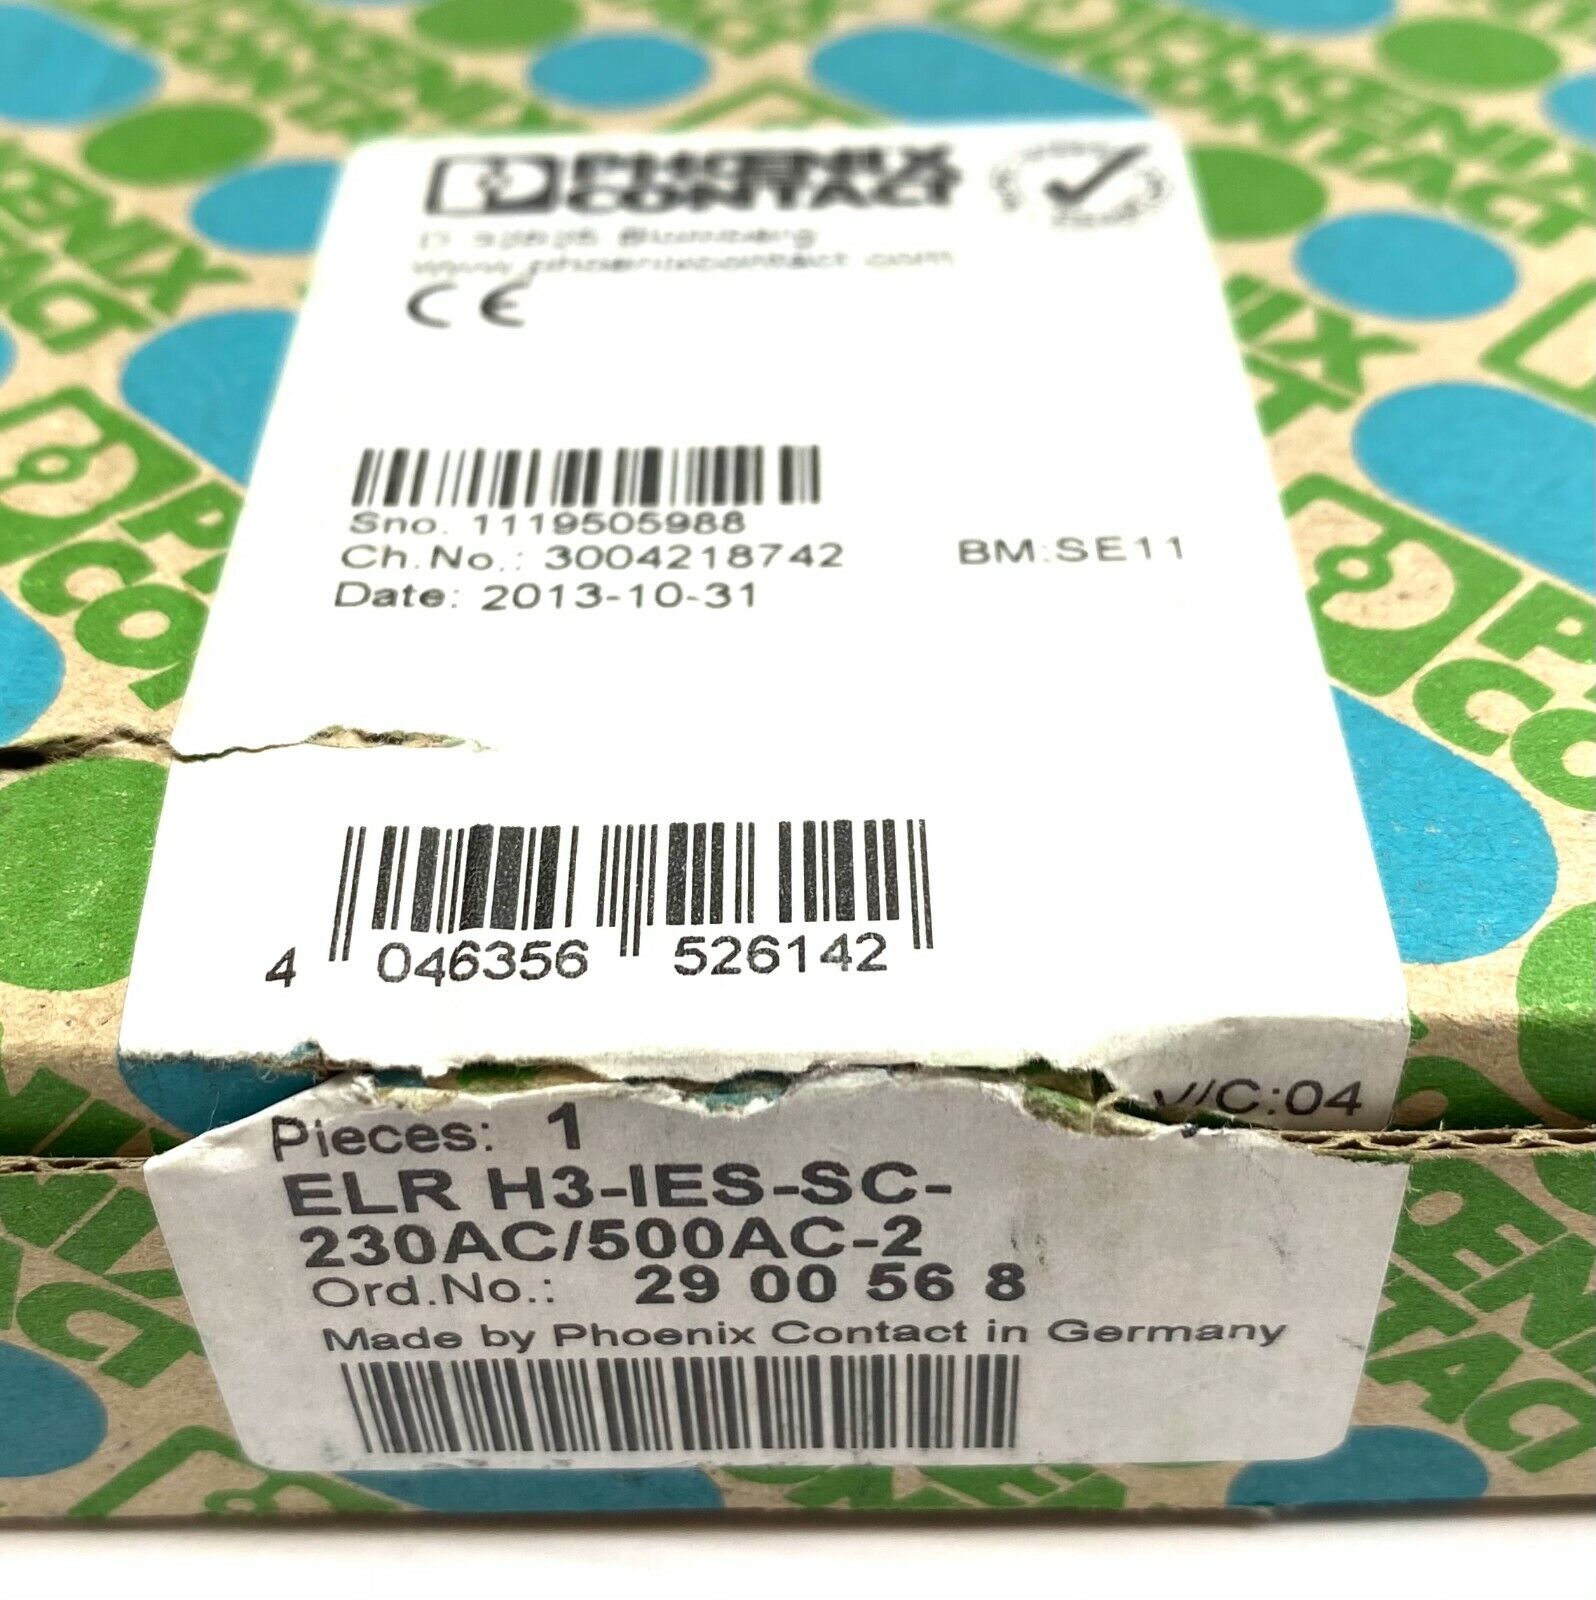 PHOENIX
CONTACT
D 32825 Blomberg
www.phoenixcontact.com
CE
Sno. 1119505988
Ch.No.: 3004218742 BM:SE11
Date: 2013-10-31
4 046356 526142
V/C:04
Pieces: 1
ELR H3-IES-SC-
230AC/500AC-2
Ord.No.: 29 00 56 8
Made by Phoenix Contact in Germany
PHOENIX
CONTACT